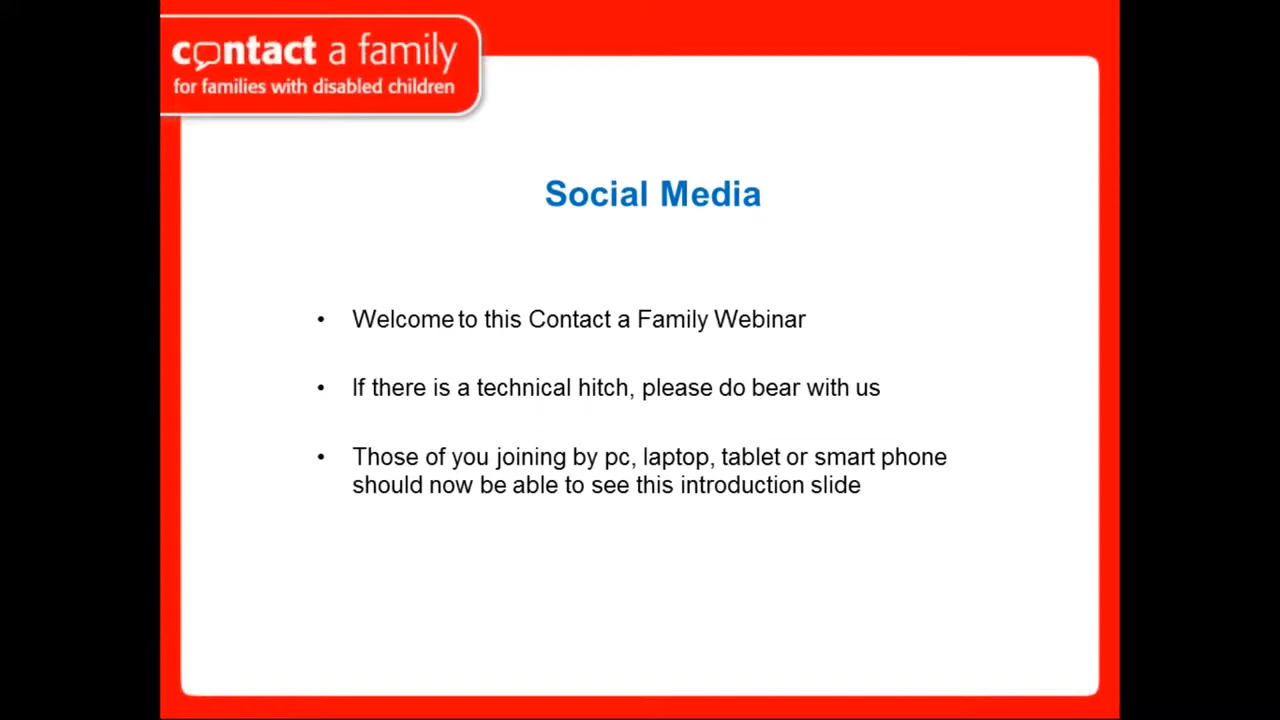 contact a family
for families with disabled children
Social Media
• Welcome to this Contact a Family Webinar
• If there is a technical hitch, please do bear with us
• Those of you joining by pc, laptop, tablet or smart phone
should now be able to see this introduction slide